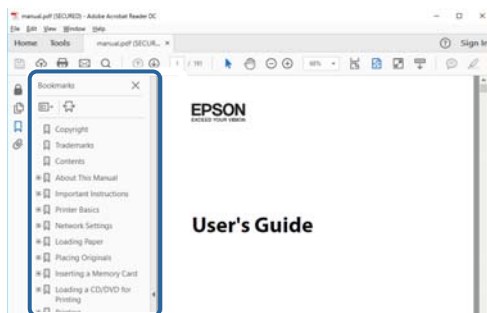 manual.pdf (SECURED) - Adobe Acrobat Reader DC
File Edit View Window Help
Home Tools manual.pdf (SECUR... ×
Sign In
1 / 191
Bookmarks
Copyright
Trademarks
Contents
About This Manual
Important Instructions
Printer Basics
Network Settings
Loading Paper
Placing Originals
Inserting a Memory Card
Loading a CD/DVD for
Printing
EPSON
EXCEED YOUR VISION
User's Guide